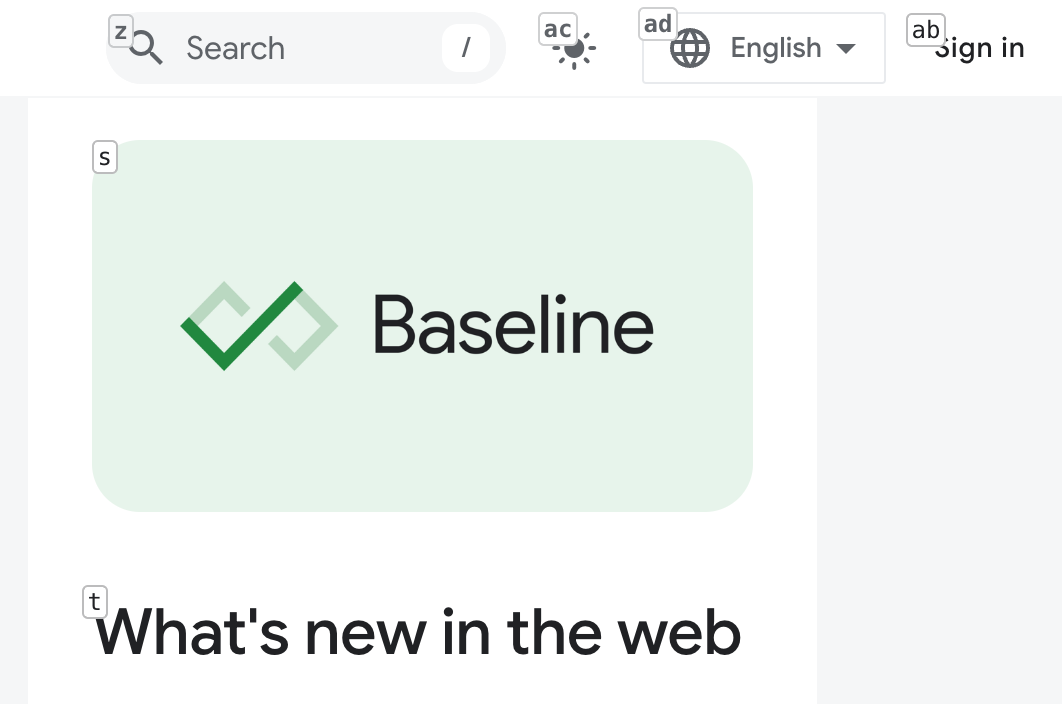 z Search / ac ad English ab Sign in
s
Baseline
t
What's new in the web